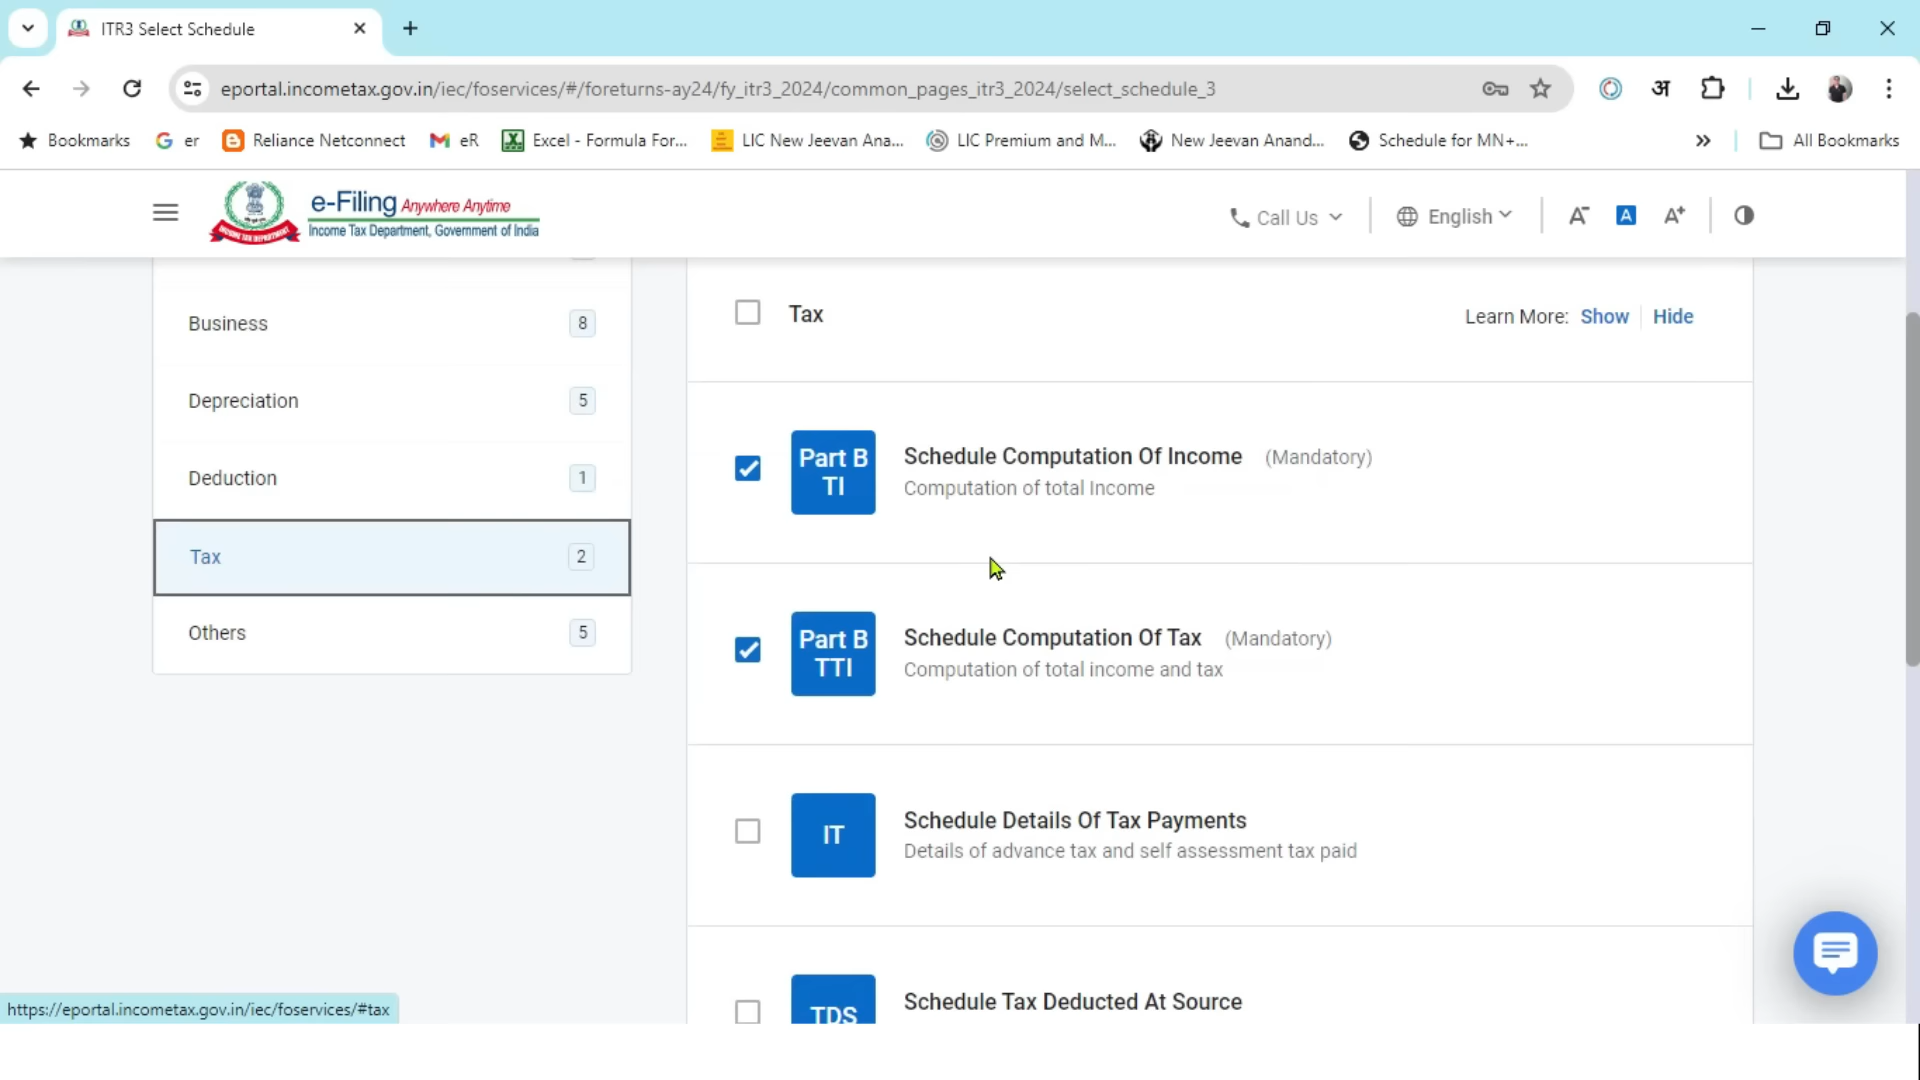 ITR3 Select Schedule
eportal.incometax.gov.in/iec/foservices/#/foreturns-ay24/fy_itr3_2024/common_pages_itr3_2024/select_schedule_3
अ
Bookmarks
er
Reliance Netconnect
eR
Excel - Formula For...
LIC New Jeevan Ana...
LIC Premium and M...
New Jeevan Anand...
Schedule for MN+...
All Bookmarks
e-Filing Anywhere Anytime
Income Tax Department, Government of India
INCOME TAX DEPARTMENT
Call Us
English
A-
A
A+
Business 8
Depreciation 5
Deduction 1
Tax 2
Others 5
Tax
Learn More: Show Hide
Part B
TI
Schedule Computation Of Income (Mandatory)
Computation of total Income
Part B
TTI
Schedule Computation Of Tax (Mandatory)
Computation of total income and tax
IT
Schedule Details Of Tax Payments
Details of advance tax and self assessment tax paid
TDS
Schedule Tax Deducted At Source
https://eportal.incometax.gov.in/iec/foservices/#tax